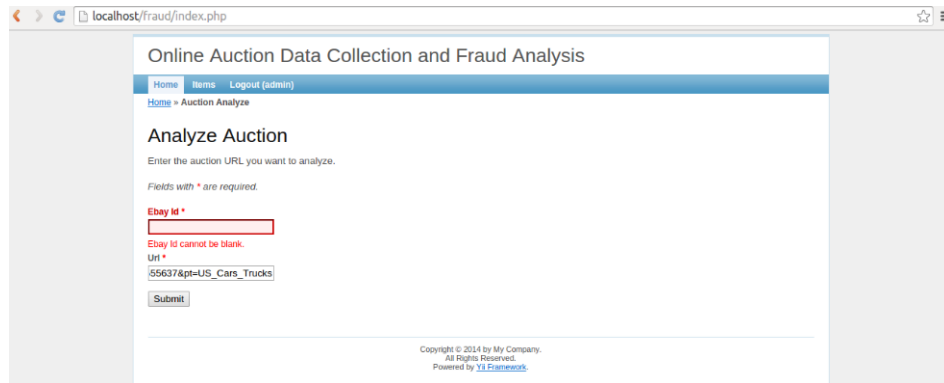 localhost/fraud/index.php
Online Auction Data Collection and Fraud Analysis
Home Items Logout (admin)
Home » Auction Analyze
Analyze Auction
Enter the auction URL you want to analyze.
Fields with * are required.
Ebay Id *
Ebay Id cannot be blank.
Url *
55637&pt=US_Cars_Trucks
Submit
Copyright © 2014 by My Company.
All Rights Reserved.
Powered by Yii Framework.